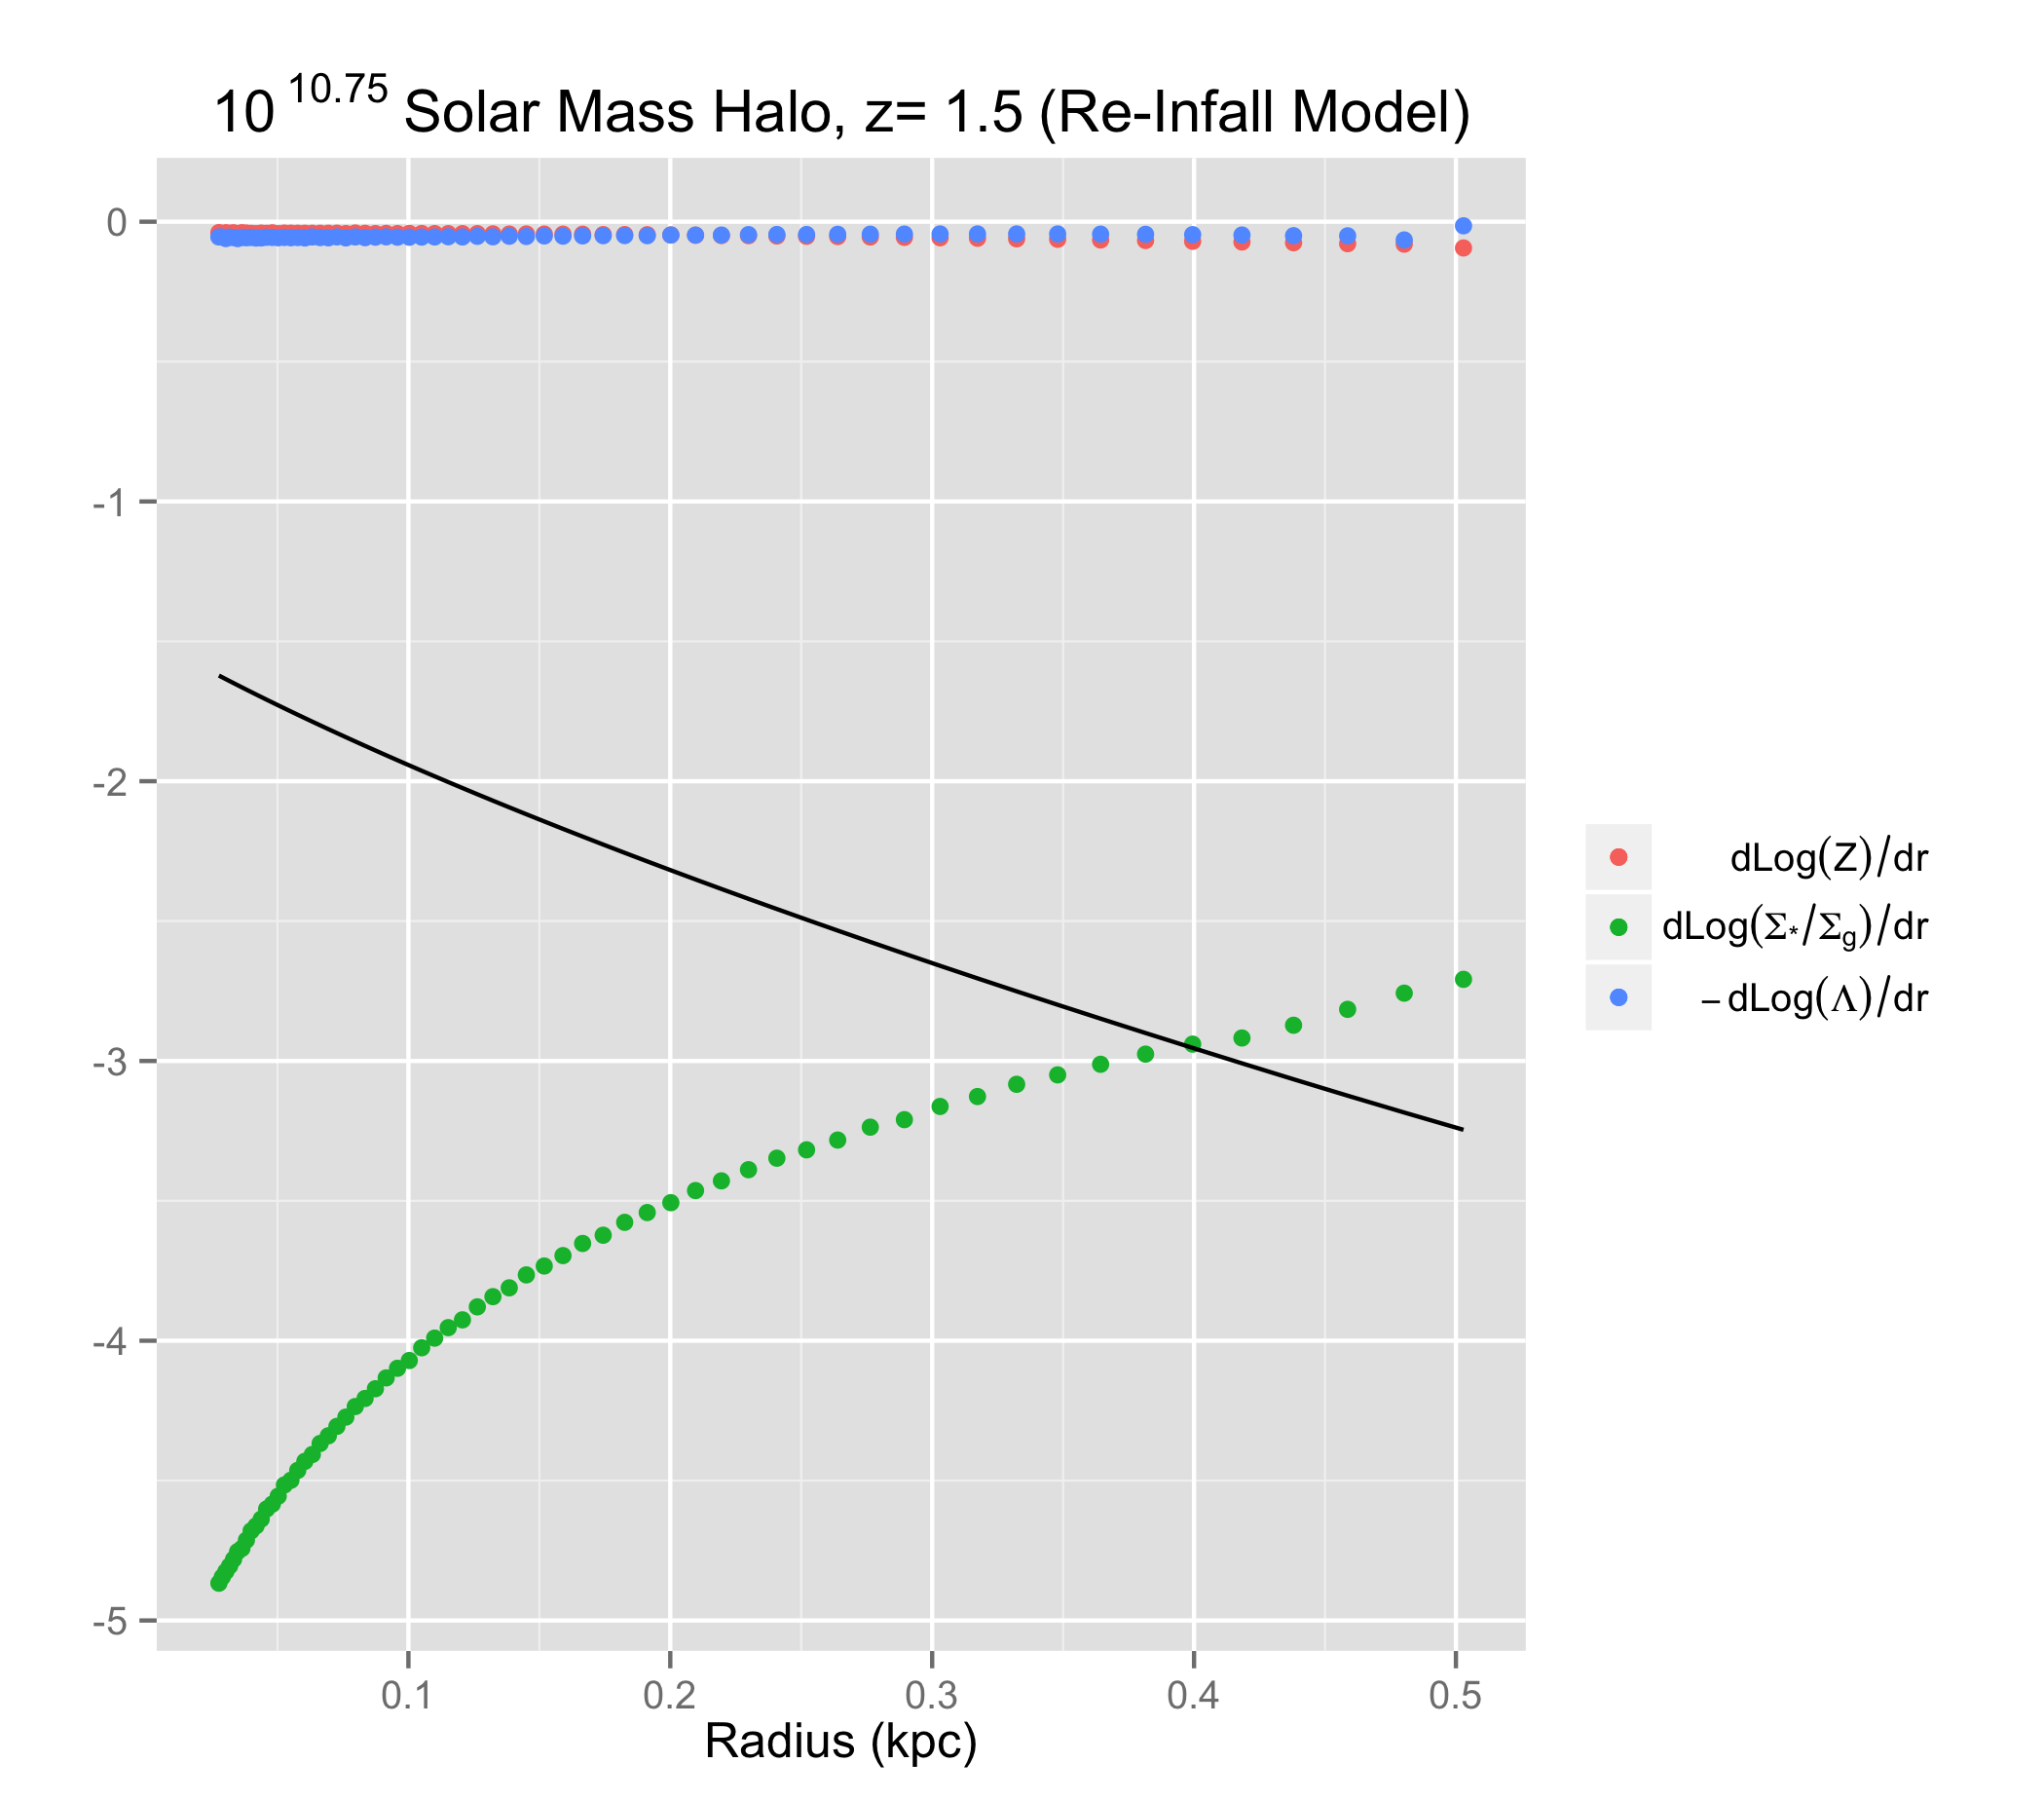 10^10.75 Solar Mass Halo, z= 1.5 (Re-Infall Model)
0
-1
-2
-3
-4
-5
0.1 0.2 0.3 0.4 0.5
Radius (kpc)
dLog(Z)/dr
dLog(Σ*/Σg)/dr
– dLog(Λ)/dr